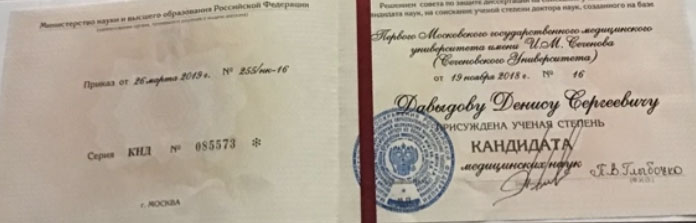 Министерство науки и высшего образования Российской Федерации
Приказ от 26 марта 2019 г. № 255/нк-16
Серия КНД № 085573 *
г. МОСКВА
Решением совета по защите диссертаций на соискание ученой степени
кандидата наук, на соискание ученой степени доктора наук, созданного на базе
Первого Московского государственного медицинского
университета имени И.М. Сеченова
(Сеченовского Университета)
от 19 ноября 2018 г. № 16
Давыдову Денису Сергеевичу
ПРИСУЖДЕНА УЧЕНАЯ СТЕПЕНЬ
КАНДИДАТА
медицинских наук
П.В. Глыбочко